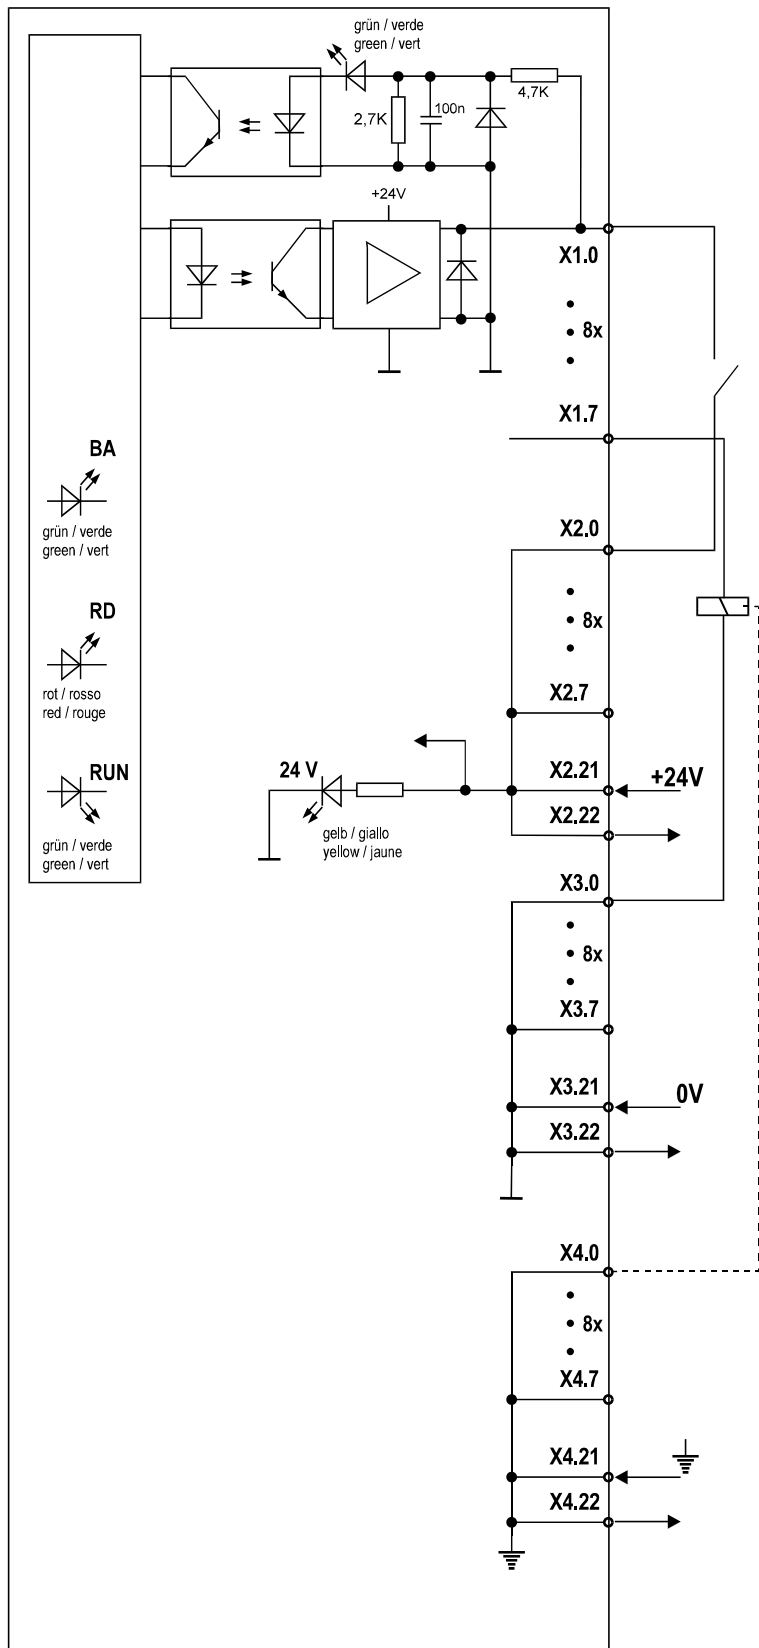 grün / verde
green / vert
4,7K
2,7K
100n
+24V
X1.0
8x
X1.7
BA
grün / verde
green / vert
X2.0
8x
RD
rot / rosso
red / rouge
X2.7
RUN
grün / verde
green / vert
24 V
gelb / giallo
yellow / jaune
X2.21
+24V
X2.22
X3.0
8x
X3.7
X3.21
0V
X3.22
X4.0
8x
X4.7
X4.21
X4.22